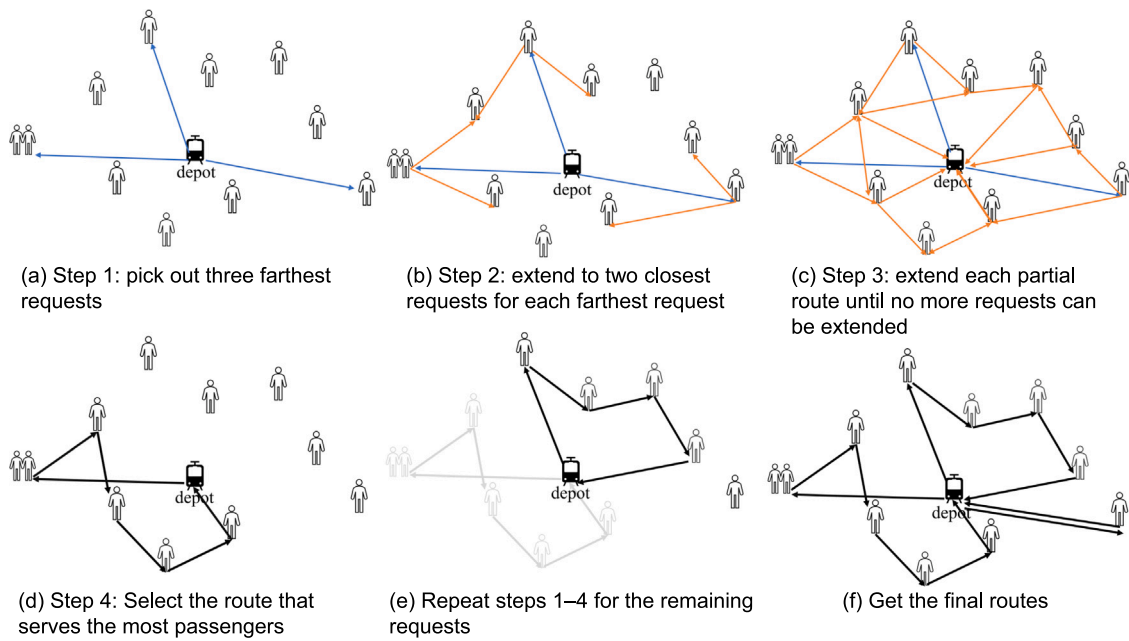 depot
(a) Step 1: pick out three farthest
requests
depot
(b) Step 2: extend to two closest
requests for each farthest request
depot
(c) Step 3: extend each partial
route until no more requests can
be extended
depot
(d) Step 4: Select the route that
serves the most passengers
depot
(e) Repeat steps 1–4 for the remaining
requests
depot
(f) Get the final routes